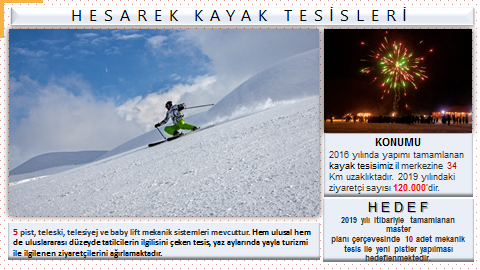 HESAREK KAYAK TESİSLERİ
KONUMU
2016 yılında yapımı tamamlanan
kayak tesisimiz il merkezine 34
Km uzaklıktadır. 2019 yılındaki
ziyaretçi sayısı 120.000'dir.
5 pist, teleski, telesiyej ve baby lift mekanik sistemleri mevcuttur. Hem ulusal hem
de uluslararası düzeyde tatilcilerin ilgisini çeken tesis, yaz aylarında yayla turizmi
ile ilgilenen ziyaretçilerini ağırlamaktadır.
HEDEF
2019 yılı itibariyle tamamlanan
master
planı çerçevesinde 10 adet mekanik
tesis ile yeni pistler yapılması
hedeflenmektedir.